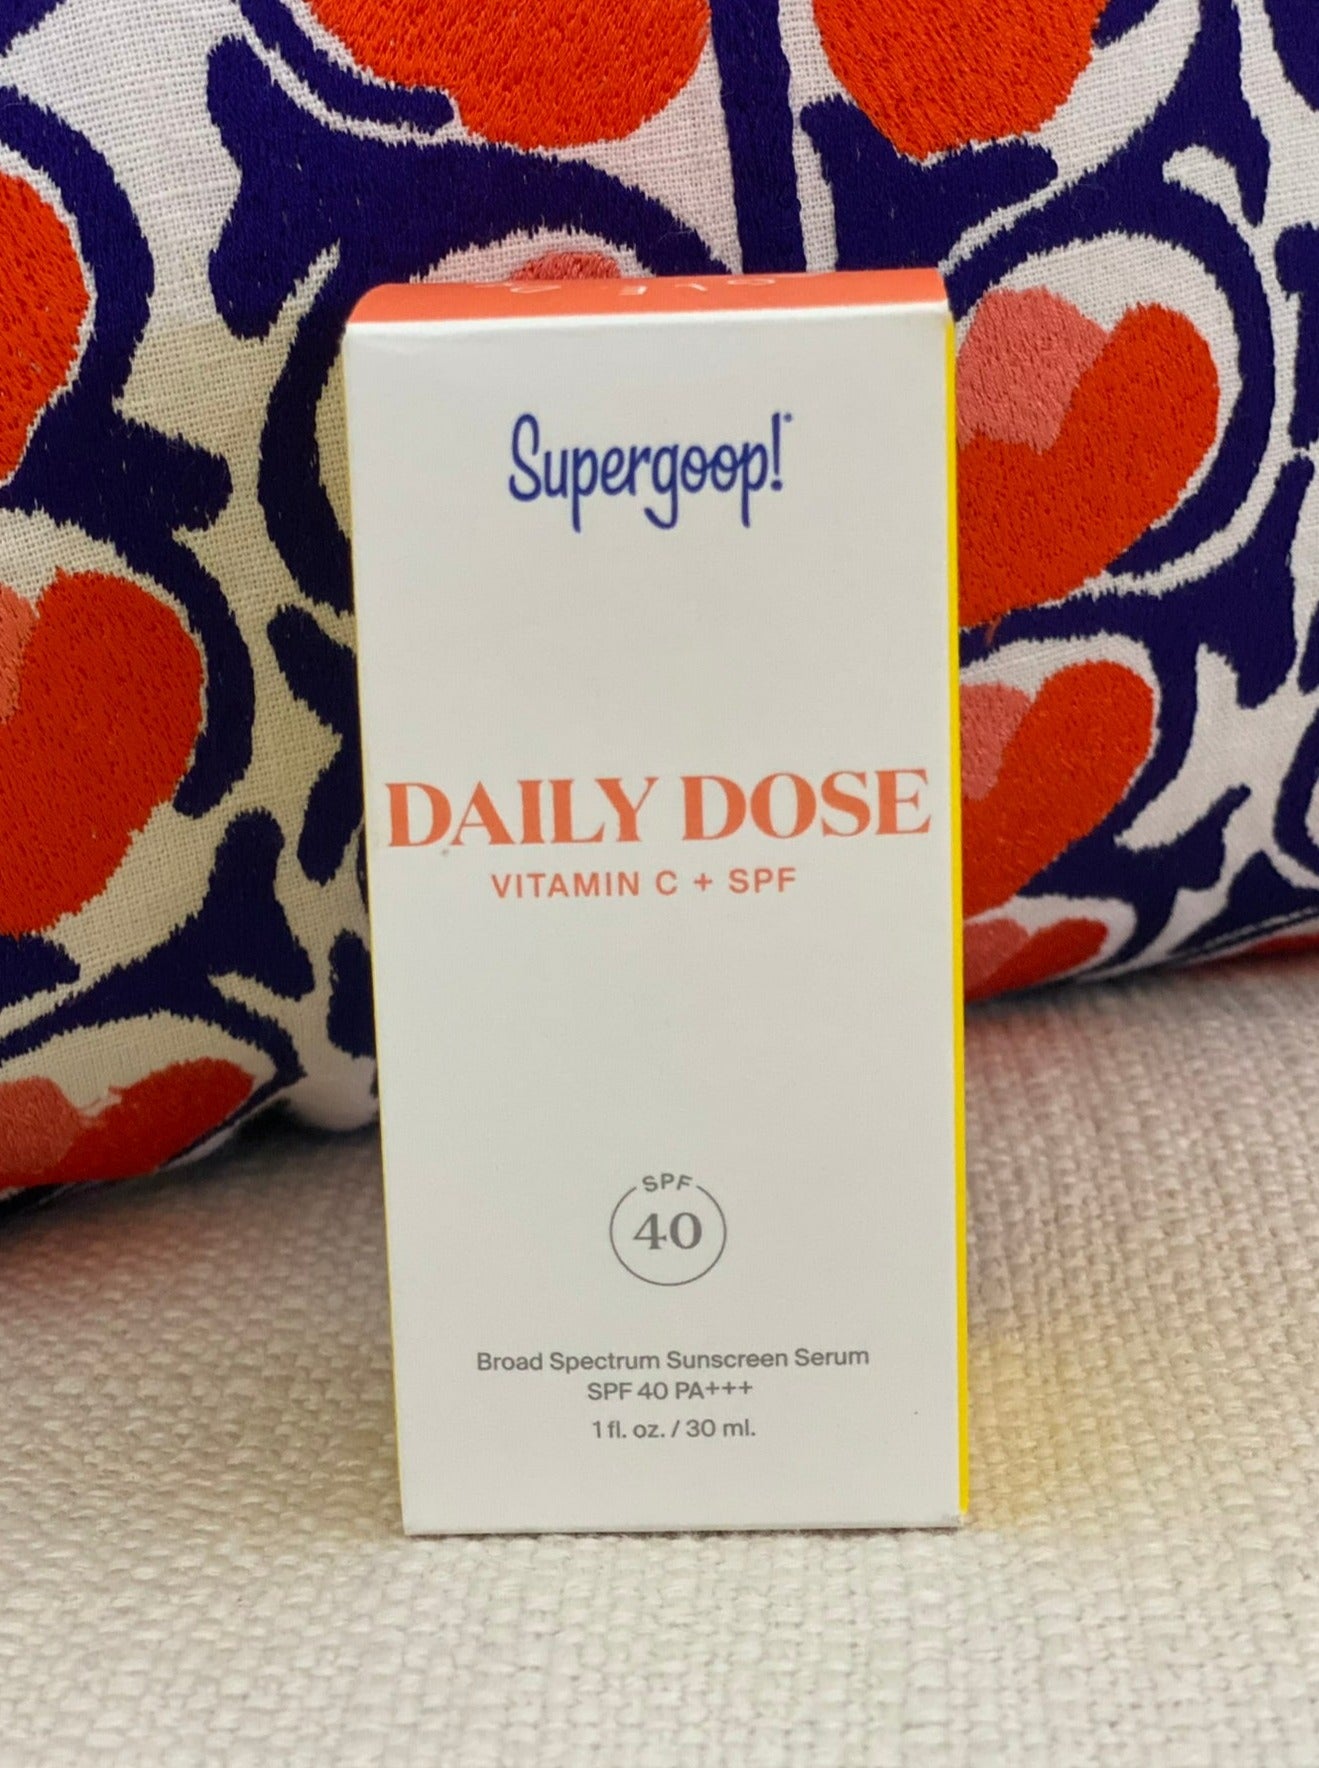 Supergoop!
DAILY DOSE
VITAMIN C + SPF
SPF
40
Broad Spectrum Sunscreen Serum
SPF 40 PA+++
1 fl. oz. / 30 ml.